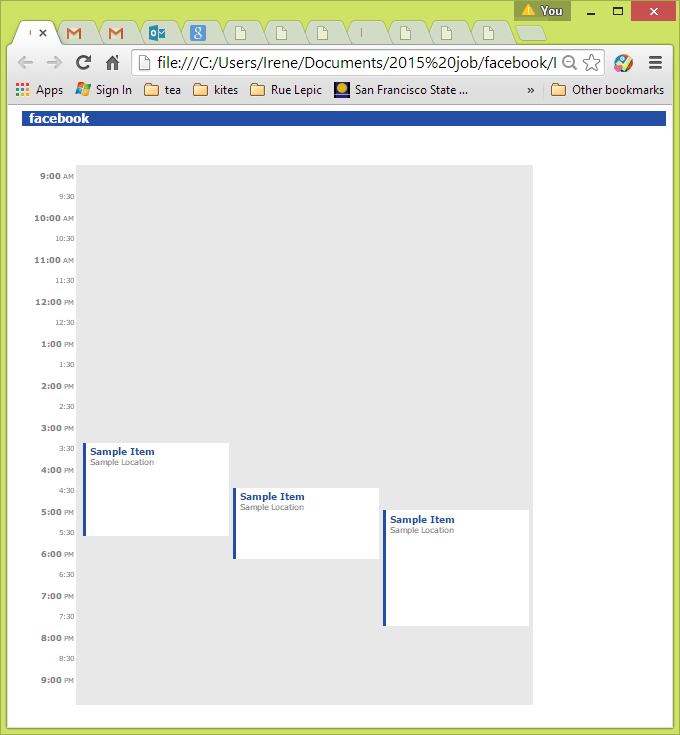 You
file:///C:/Users/Irene/Documents/2015%20job/facebook/
Apps Sign In tea kites Rue Lepic San Francisco State ... » Other bookmarks
facebook
9:00 AM
9:30
10:00 AM
10:30
11:00 AM
11:30
12:00 PM
12:30
1:00 PM
1:30
2:00 PM
2:30
3:00 PM
3:30
Sample Item
Sample Location
4:00 PM
4:30
Sample Item
Sample Location
5:00 PM
Sample Item
Sample Location
5:30
6:00 PM
6:30
7:00 PM
7:30
8:00 PM
8:30
9:00 PM